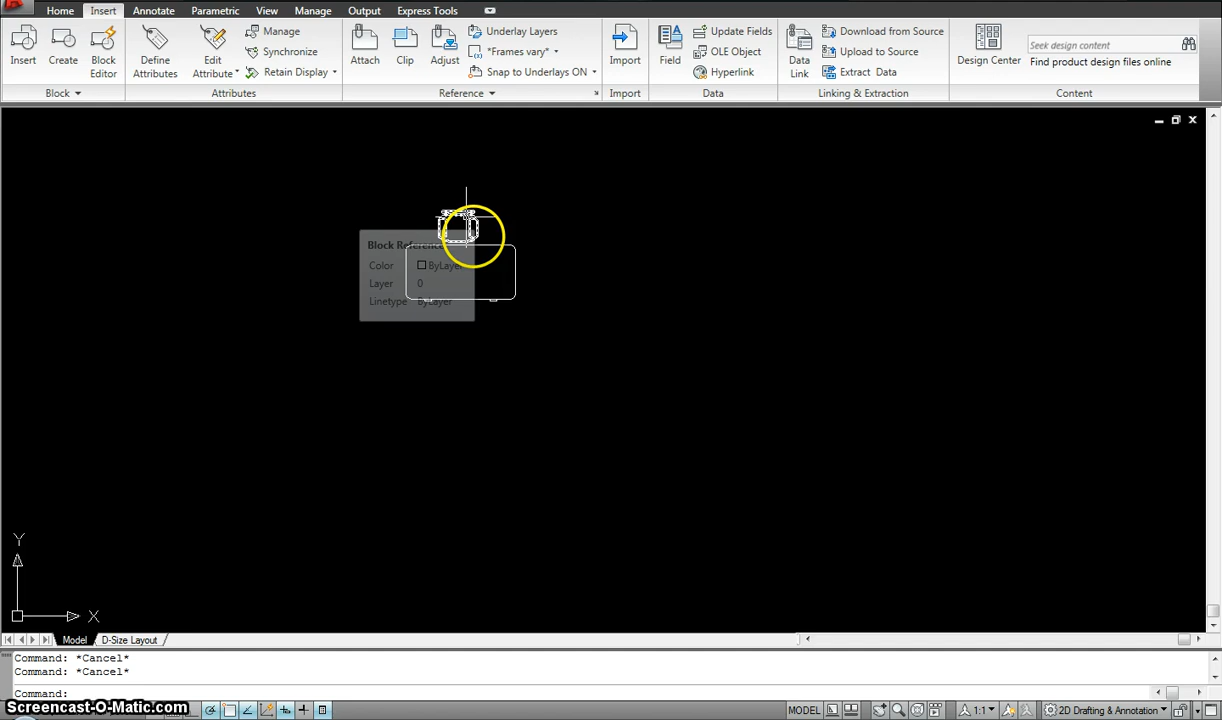 Home Insert Annotate Parametric View Manage Output Express Tools
Insert Create Block Editor
Block
Define Attributes Edit Attribute
Manage
Synchronize
Retain Display
Attributes
Attach Clip Adjust
Underlay Layers
*Frames vary*
Snap to Underlays ON
Reference
Import
Import
Field
Update Fields
OLE Object
Hyperlink
Data
Data Link
Download from Source
Upload to Source
Extract Data
Linking & Extraction
Design Center
Seek design content
Find product design files online
Content
Block Reference
Color ByLayer
Layer 0
Linetype ByLayer
Y
X
Model D-Size Layout
Command: *Cancel*
Command: *Cancel*
Command:
Screencast-O-Matic.com
MODEL 1:1 2D Drafting & Annotation